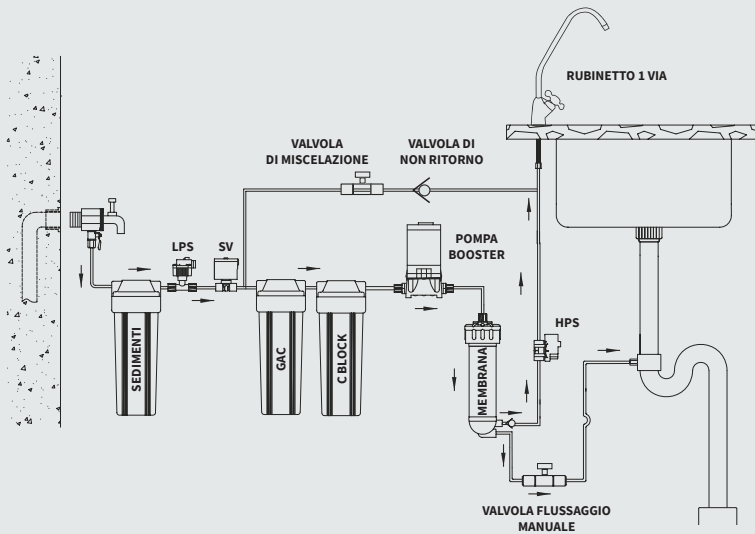 RUBINETTO 1 VIA
VALVOLA
DI MISCELAZIONE
VALVOLA DI
NON RITORNO
LPS
SV
POMPA
BOOSTER
SEDIMENTI
GAC
C BLOCK
MEMBRANA
HPS
VALVOLA FLUSSAGGIO
MANUALE